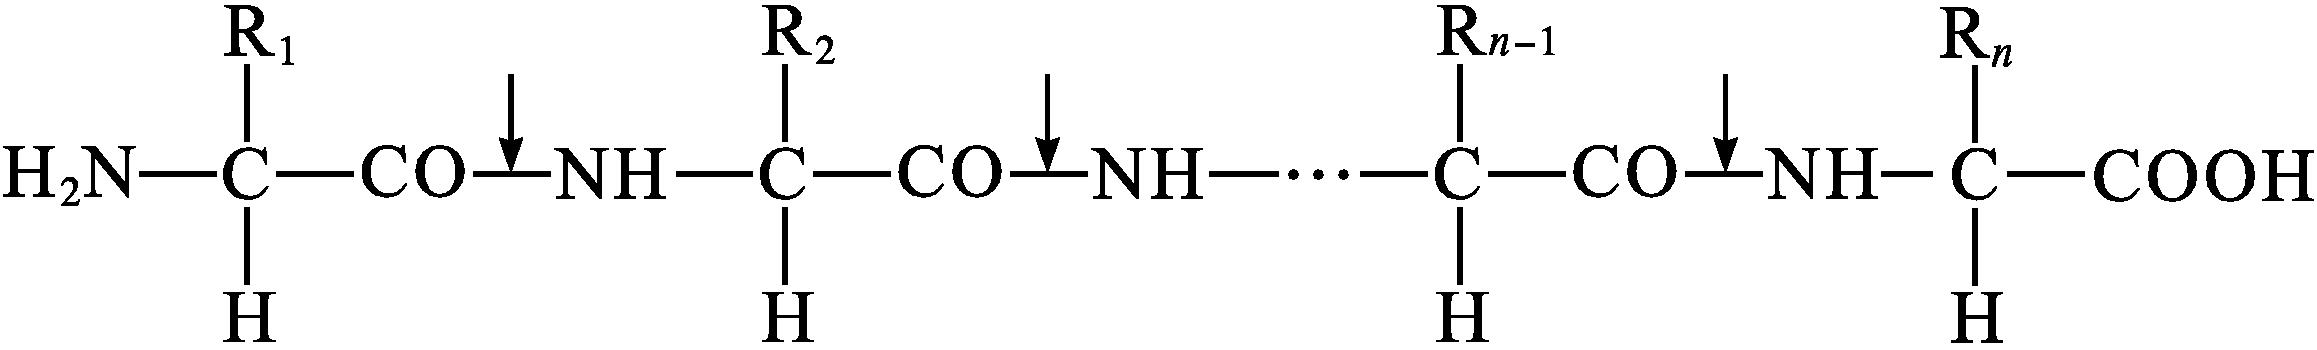 R₁ R₂ Rₙ₋₁ Rₙ
H₂N—C—CO—NH—C—CO—NH—···—C—CO—NH—C—COOH
H H H H